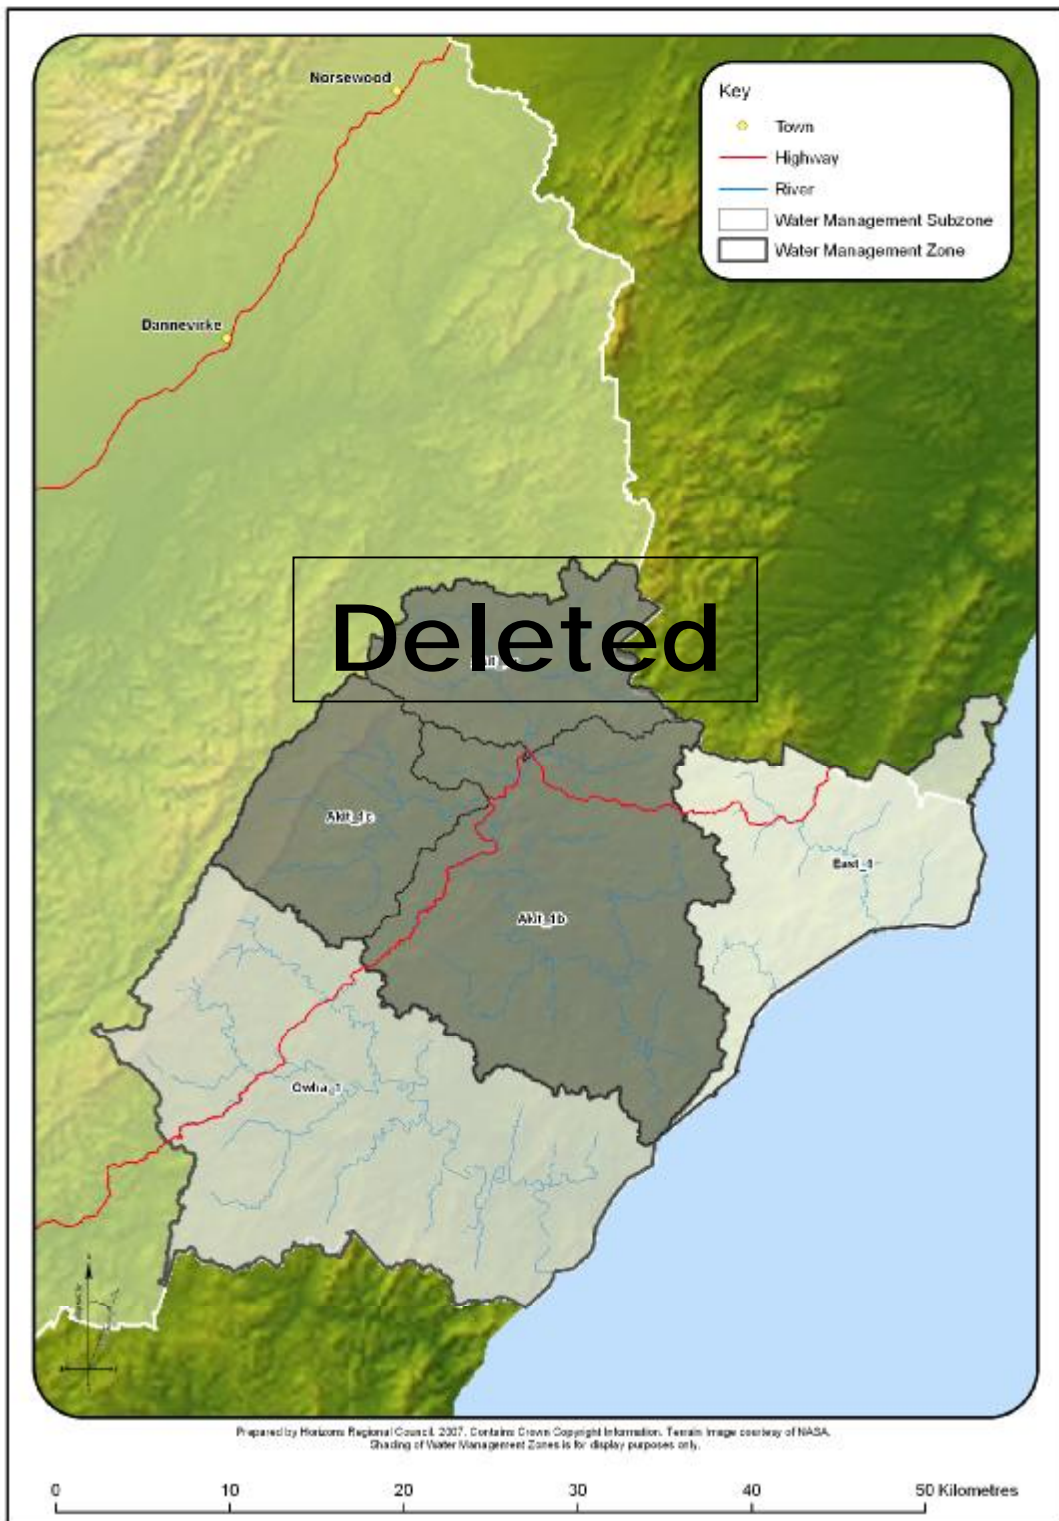 Norsewood
Key
Town
Highway
River
Water Management Subzone
Water Management Zone
Dannevirke
Deleted
Akit_1c
East_1
Akit_1b
Owha_1
Prepared by Horizons Regional Council, 2007. Contains Crown Copyright Information. Terrain Image courtesy of NASA.
Shading of Water Management Zones is for display purposes only.
0 10 20 30 40 50 Kilometres